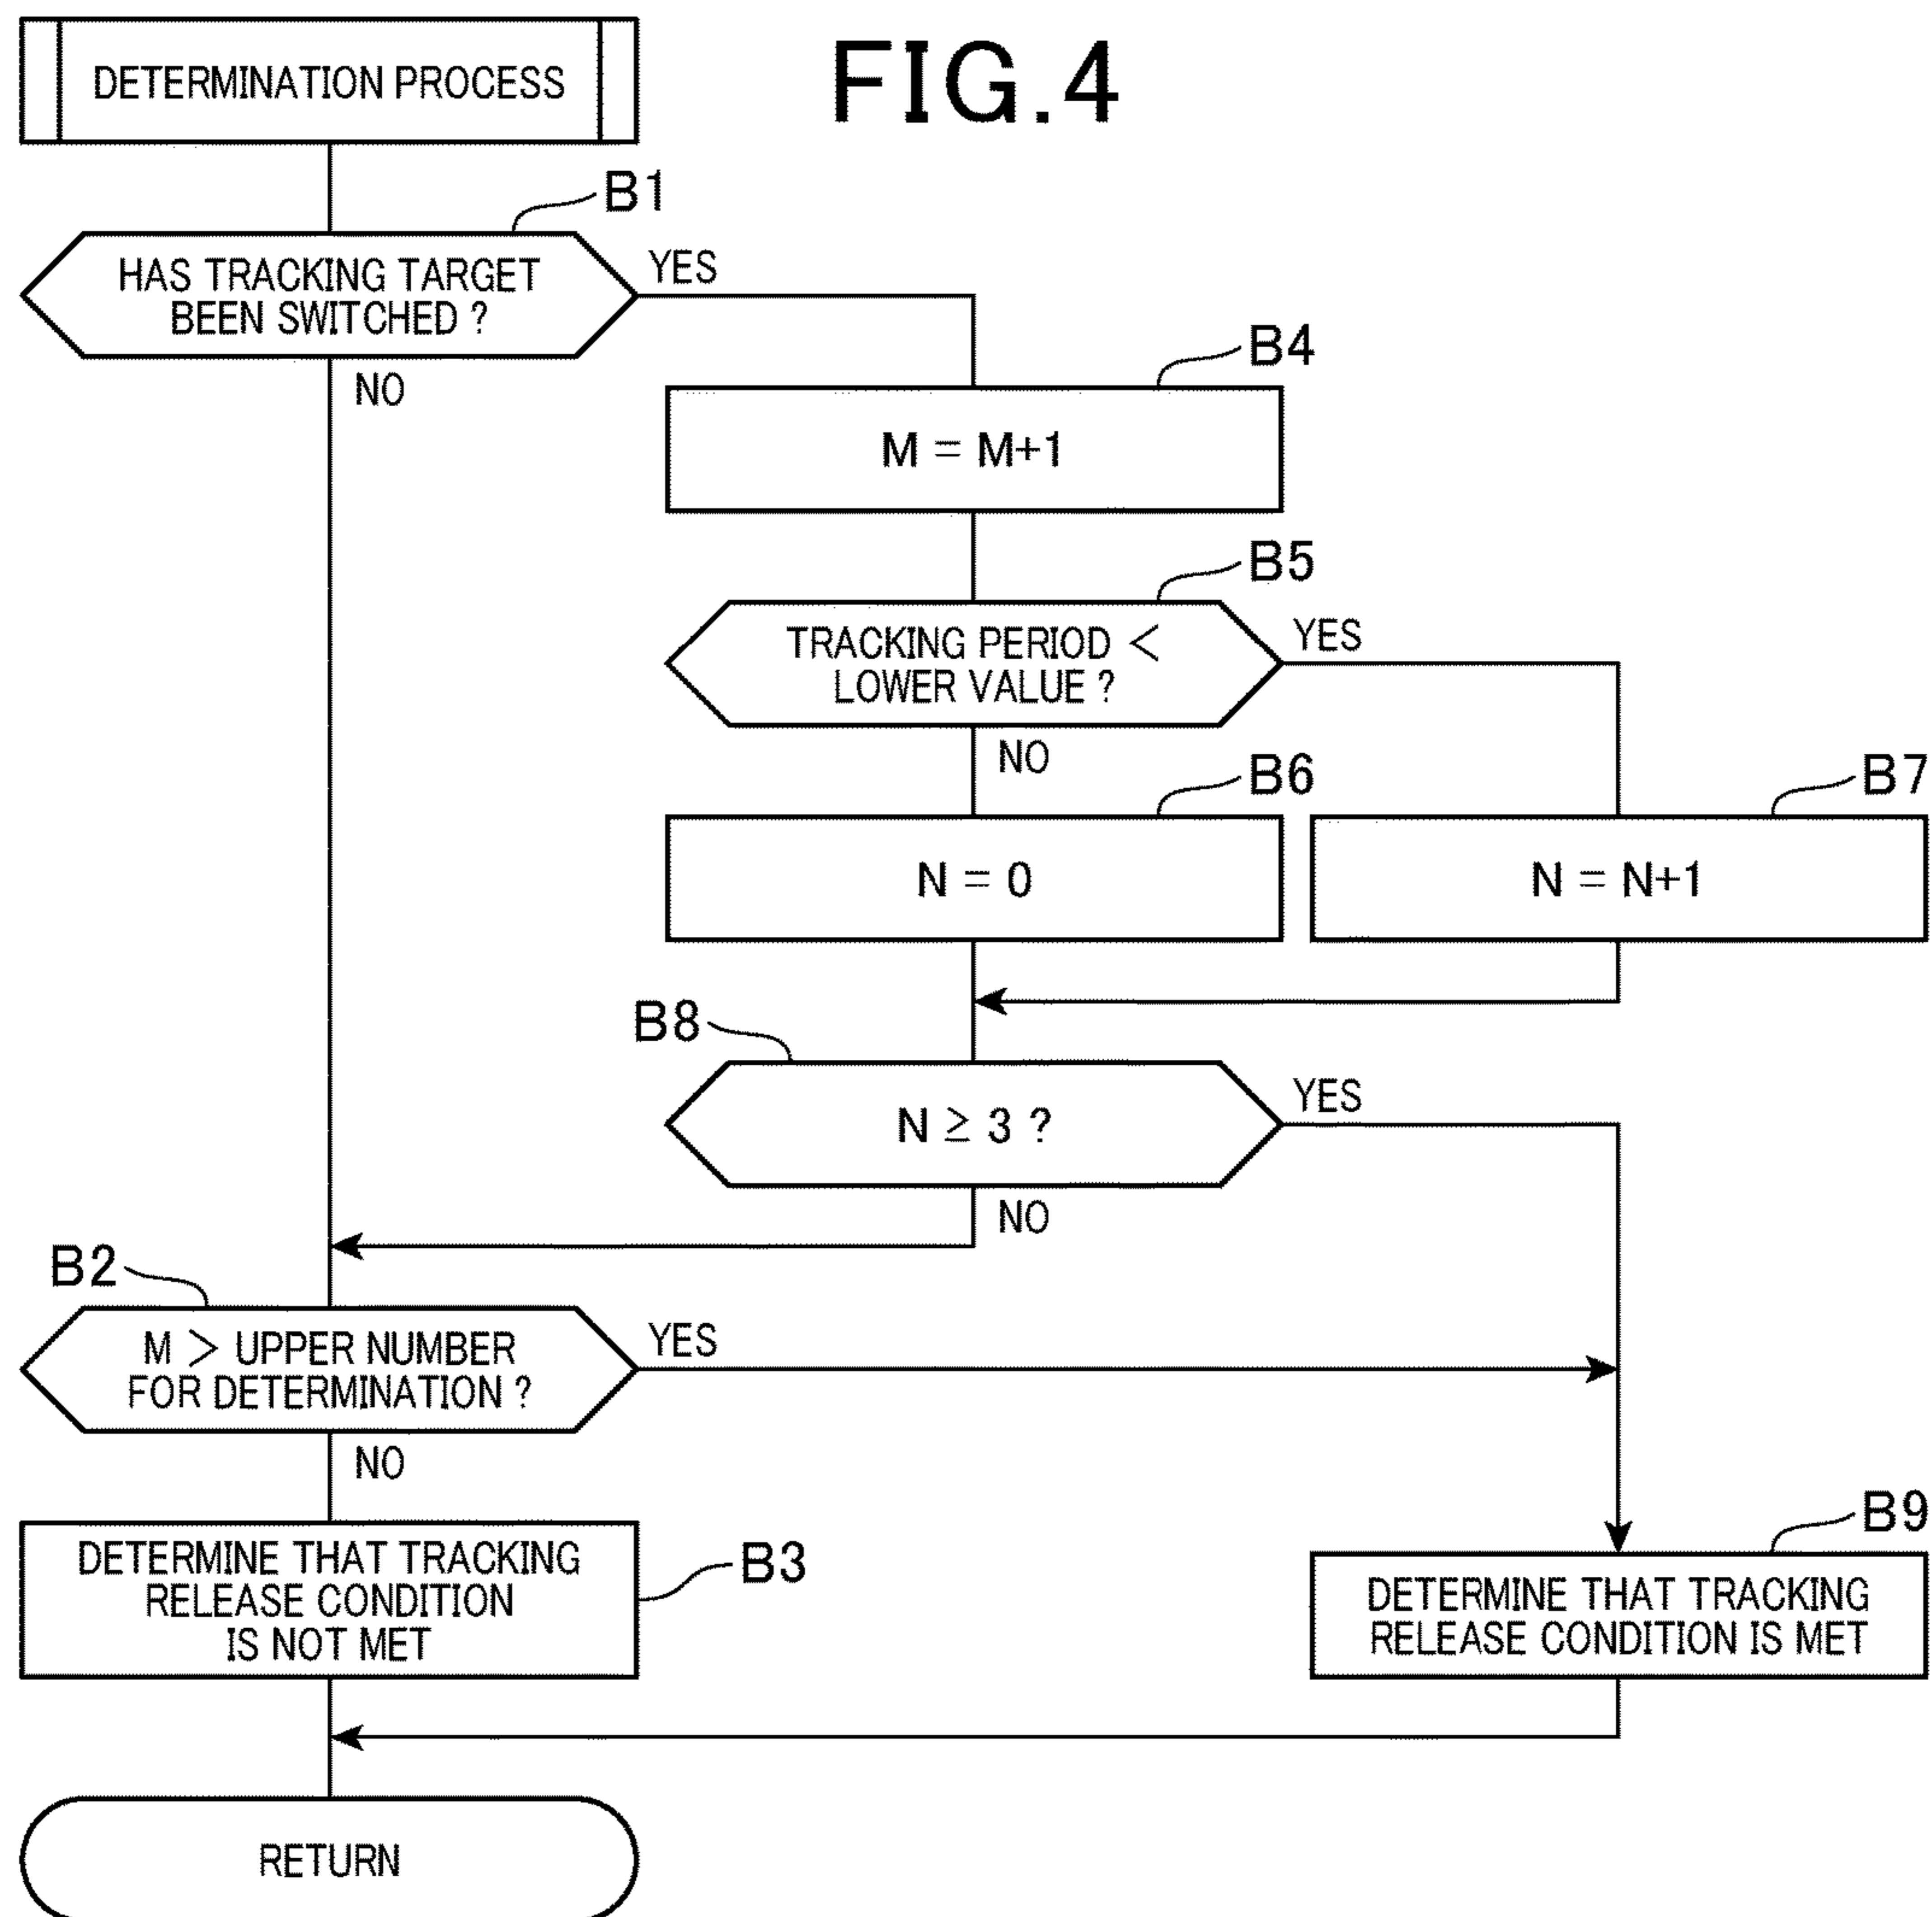 FIG.4
DETERMINATION PROCESS
B1
HAS TRACKING TARGET
BEEN SWITCHED ?
YES
NO
B4
M = M+1
B5
TRACKING PERIOD <
LOWER VALUE ?
YES
NO
B6
N = 0
B7
N = N+1
B8
N ≧ 3 ?
YES
NO
B2
M > UPPER NUMBER
FOR DETERMINATION ?
YES
NO
B3
DETERMINE THAT TRACKING
RELEASE CONDITION
IS NOT MET
B9
DETERMINE THAT TRACKING
RELEASE CONDITION IS MET
RETURN